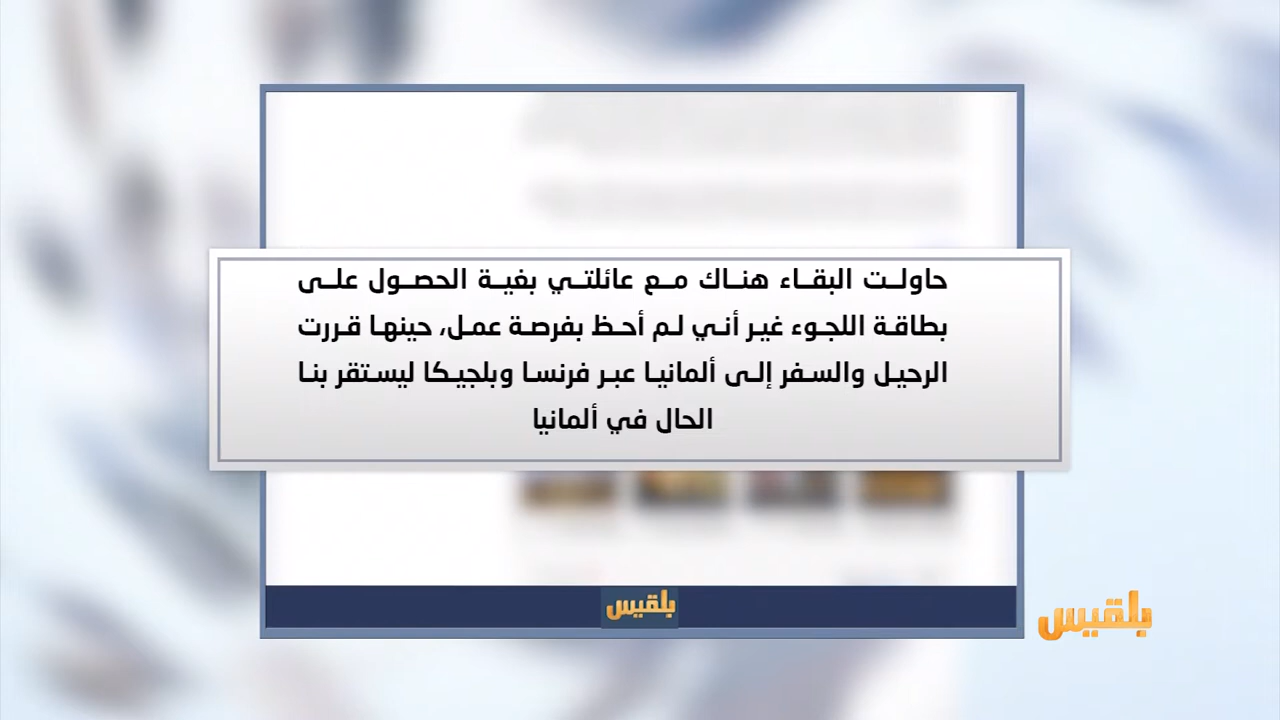 حاولت البقاء هناك مع عائلتي بغية الحصول على
بطاقة اللجوء غير أني لم أحظ بفرصة عمل، حينها قررت
الرحيل والسفر إلى ألمانيا عبر فرنسا وبلجيكا ليستقر بنا
الحال في ألمانيا
بلقيس
بلقيس